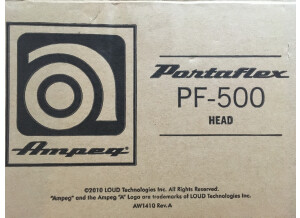 Ampeg
Portaflex
PF-500
HEAD
©2010 LOUD Technologies Inc. All Rights Reserved.
"Ampeg" and the Ampeg "A" Logo are trademarks of LOUD Technologies Inc.
AW1410 Rev.A